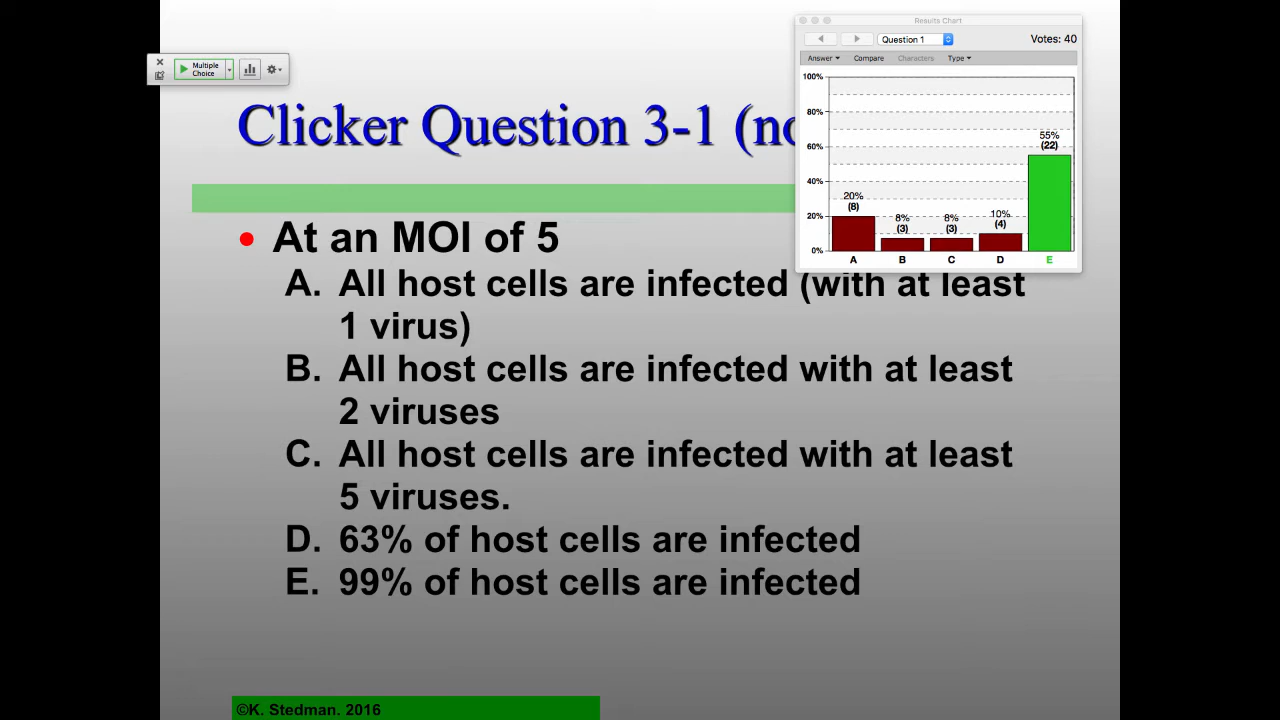 Results Chart
Question 1
Votes: 40
Answer
Compare
Characters
Type
Multiple
Choice
100%
80%
60%
40%
20%
0%
20%
(8)
8%
(3)
8%
(3)
10%
(4)
55%
(22)
A
B
C
D
E
Clicker Question 3-1 (no
• At an MOI of 5
A. All host cells are infected (with at least
1 virus)
B. All host cells are infected with at least
2 viruses
C. All host cells are infected with at least
5 viruses.
D. 63% of host cells are infected
E. 99% of host cells are infected
©K. Stedman. 2016